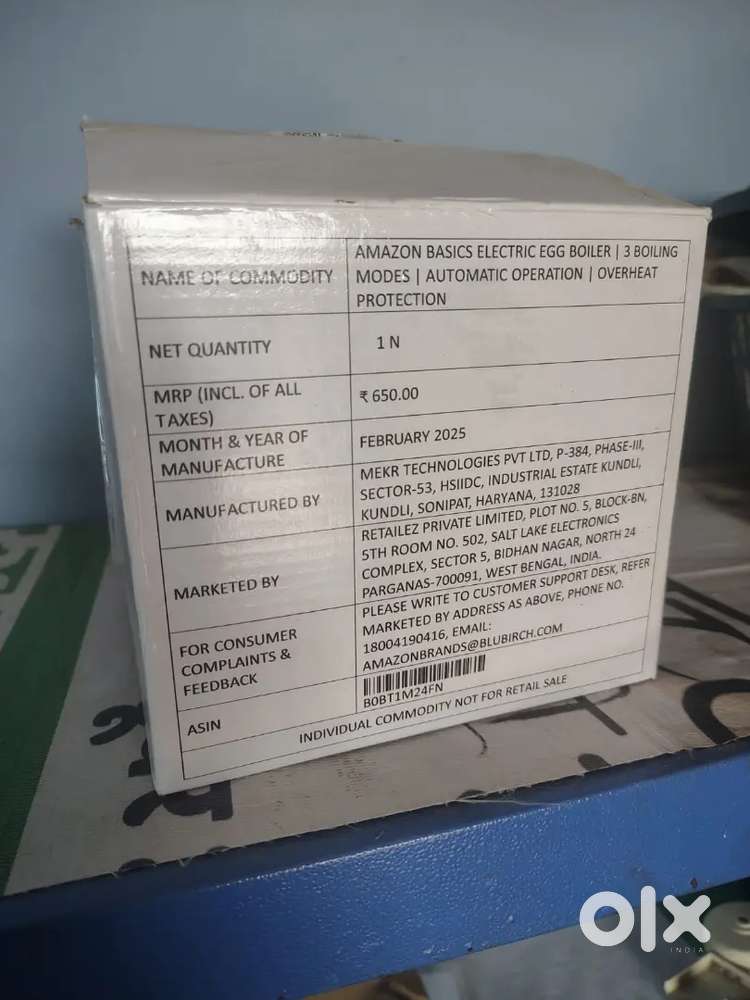 NAME OF COMMODITY
AMAZON BASICS ELECTRIC EGG BOILER | 3 BOILING
MODES | AUTOMATIC OPERATION | OVERHEAT
PROTECTION
NET QUANTITY
1 N
MRP (INCL. OF ALL
TAXES)
₹ 650.00
MONTH & YEAR OF
MANUFACTURE
FEBRUARY 2025
MANUFACTURED BY
MEKR TECHNOLOGIES PVT LTD, P-384, PHASE-III,
SECTOR-53, HSIIDC, INDUSTRIAL ESTATE KUNDLI,
KUNDLI, SONIPAT, HARYANA, 131028
MARKETED BY
RETAILEZ PRIVATE LIMITED, PLOT NO. 5, BLOCK-BN,
5TH ROOM NO. 502, SALT LAKE ELECTRONICS
COMPLEX, SECTOR 5, BIDHAN NAGAR, NORTH 24
PARGANAS-700091, WEST BENGAL, INDIA.
FOR CONSUMER
COMPLAINTS &
FEEDBACK
PLEASE WRITE TO CUSTOMER SUPPORT DESK, REFER
MARKETED BY ADDRESS AS ABOVE, PHONE NO.
18004190416, EMAIL:
AMAZONBRANDS@BLUBIRCH.COM
ASIN
B0BT1M24FN
INDIVIDUAL COMMODITY NOT FOR RETAIL SALE
olx
INDIA